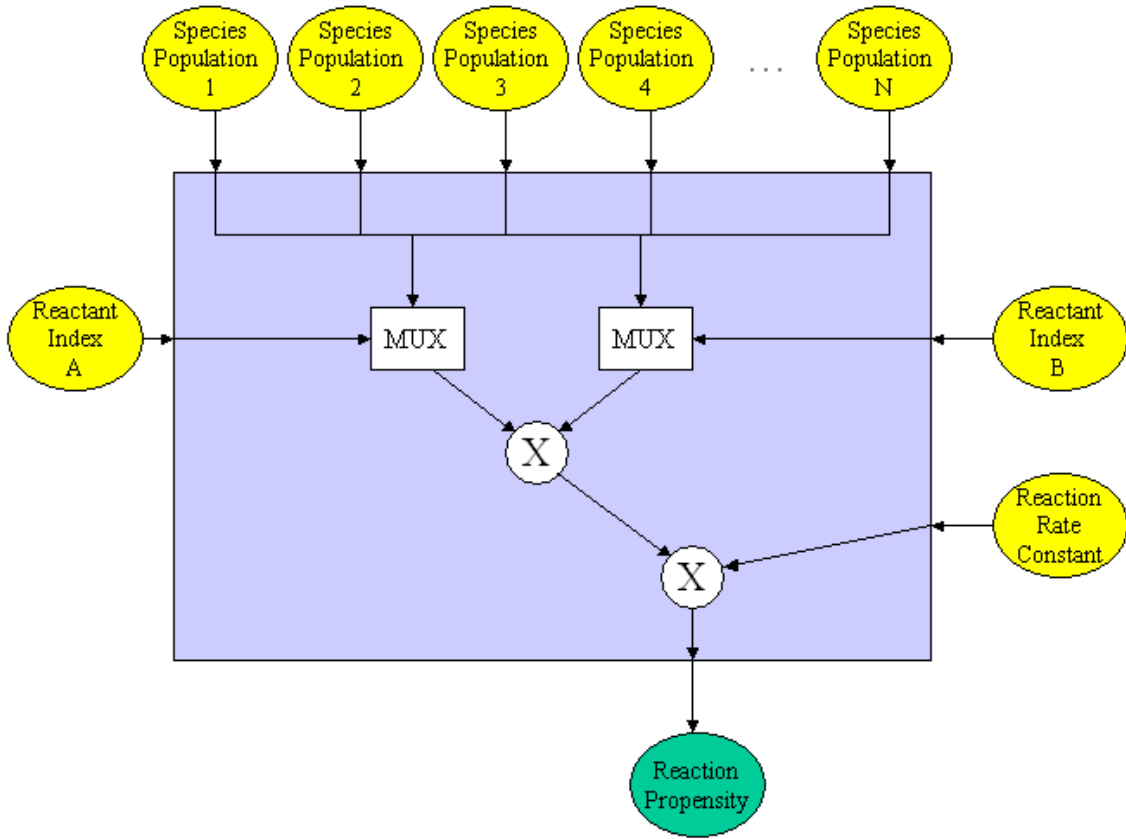 Species
Population
1
Species
Population
2
Species
Population
3
Species
Population
4
...
Species
Population
N
Reactant
Index
A
MUX
MUX
Reactant
Index
B
X
Reaction
Rate
Constant
X
Reaction
Propensity